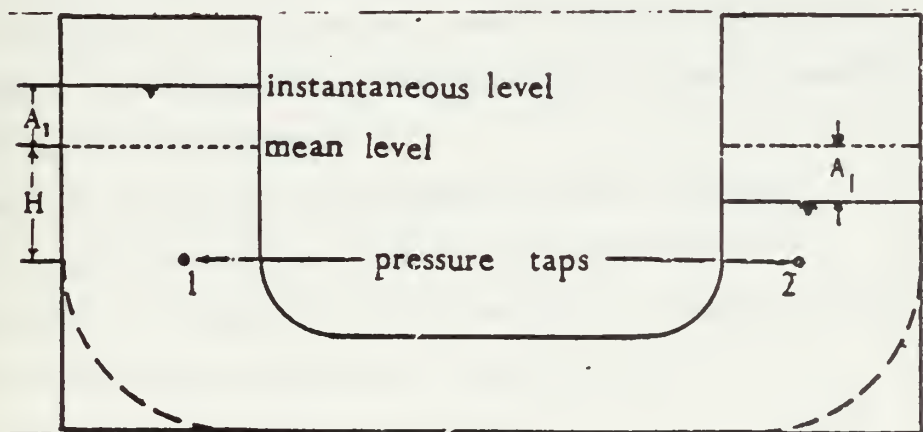 instantaneous level
A₁
mean level
A₁
H
pressure taps
1
2